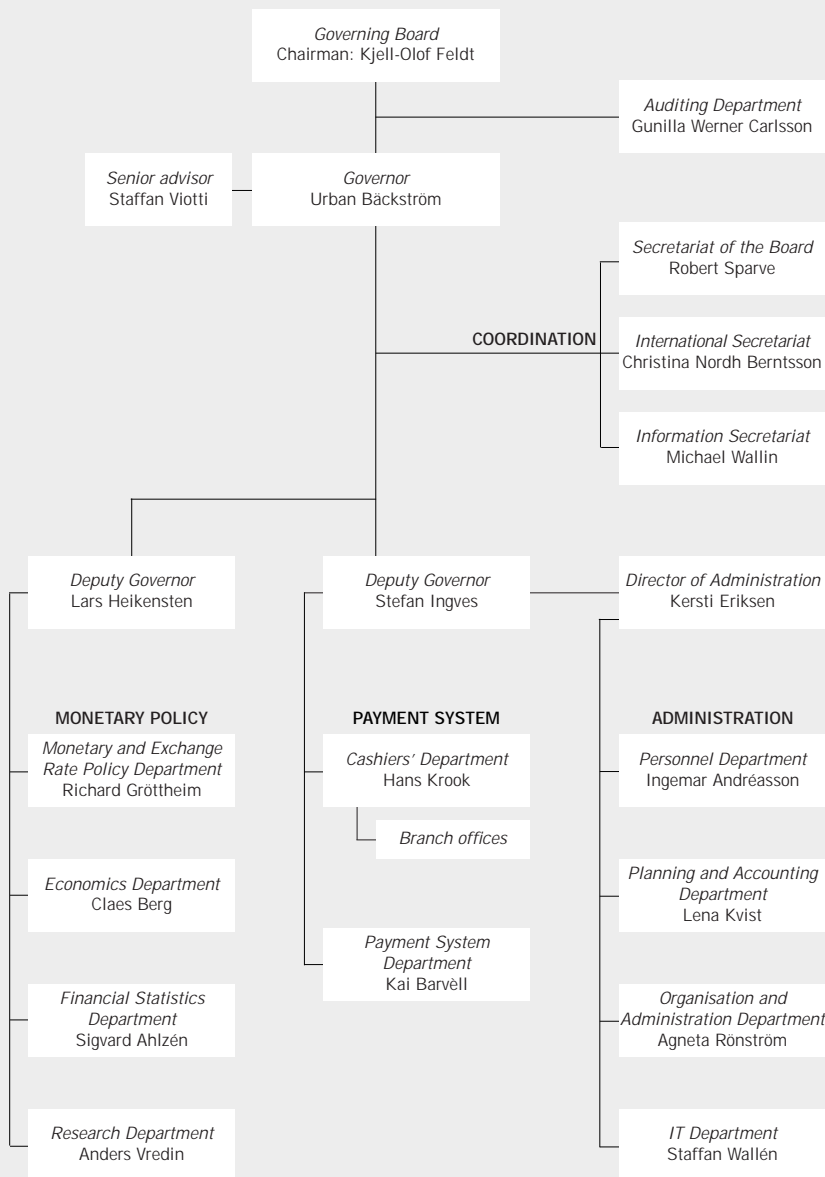 Governing Board
Chairman: Kjell-Olof Feldt
Auditing Department
Gunilla Werner Carlsson
Senior advisor
Staffan Viotti
Governor
Urban Bäckström
Secretariat of the Board
Robert Sparve
COORDINATION
International Secretariat
Christina Nordh Berntsson
Information Secretariat
Michael Wallin
Deputy Governor
Lars Heikensten
Deputy Governor
Stefan Ingves
Director of Administration
Kersti Eriksen
MONETARY POLICY
Monetary and Exchange
Rate Policy Department
Richard Gröttheim
Economics Department
Claes Berg
Financial Statistics
Department
Sigvard Ahlzén
Research Department
Anders Vredin
PAYMENT SYSTEM
Cashiers' Department
Hans Krook
Branch offices
Payment System
Department
Kai Barvèll
ADMINISTRATION
Personnel Department
Ingemar Andréasson
Planning and Accounting
Department
Lena Kvist
Organisation and
Administration Department
Agneta Rönström
IT Department
Staffan Wallén